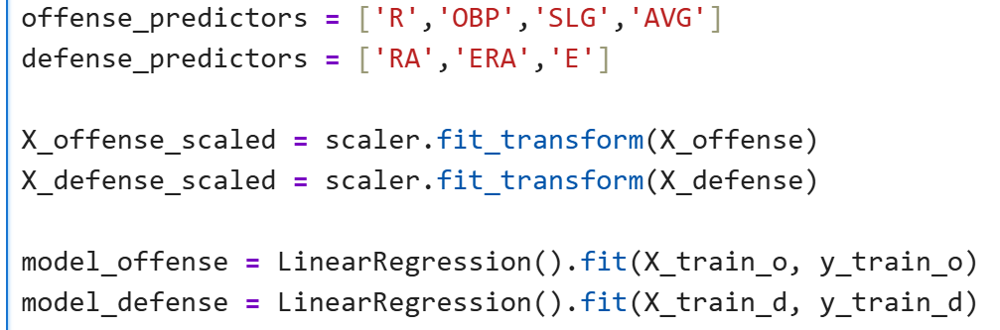 offense_predictors = ['R','OBP','SLG','AVG']
defense_predictors = ['RA','ERA','E']
X_offense_scaled = scaler.fit_transform(X_offense)
X_defense_scaled = scaler.fit_transform(X_defense)
model_offense = LinearRegression().fit(X_train_o, y_train_o)
model_defense = LinearRegression().fit(X_train_d, y_train_d)